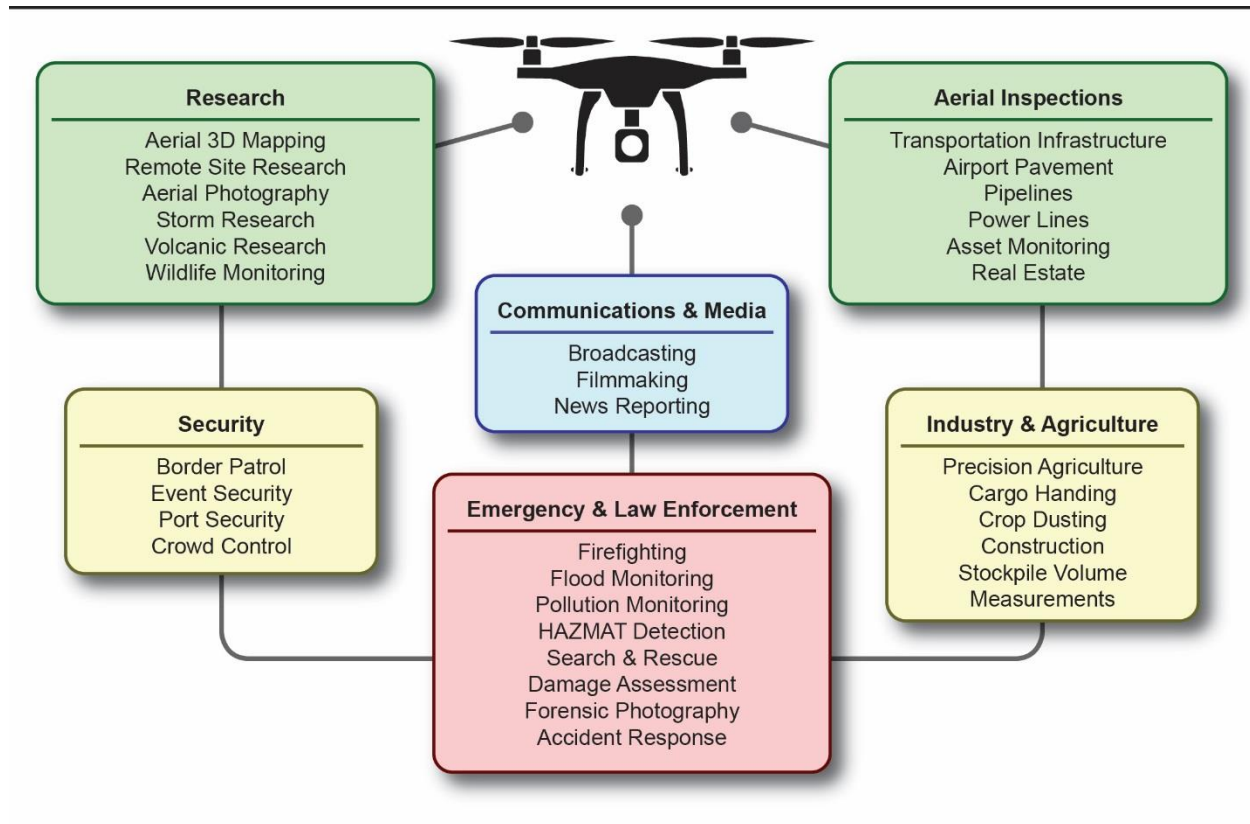 Research
Aerial 3D Mapping
Remote Site Research
Aerial Photography
Storm Research
Volcanic Research
Wildlife Monitoring
Aerial Inspections
Transportation Infrastructure
Airport Pavement
Pipelines
Power Lines
Asset Monitoring
Real Estate
Communications & Media
Broadcasting
Filmmaking
News Reporting
Security
Border Patrol
Event Security
Port Security
Crowd Control
Industry & Agriculture
Precision Agriculture
Cargo Handing
Crop Dusting
Construction
Stockpile Volume
Measurements
Emergency & Law Enforcement
Firefighting
Flood Monitoring
Pollution Monitoring
HAZMAT Detection
Search & Rescue
Damage Assessment
Forensic Photography
Accident Response